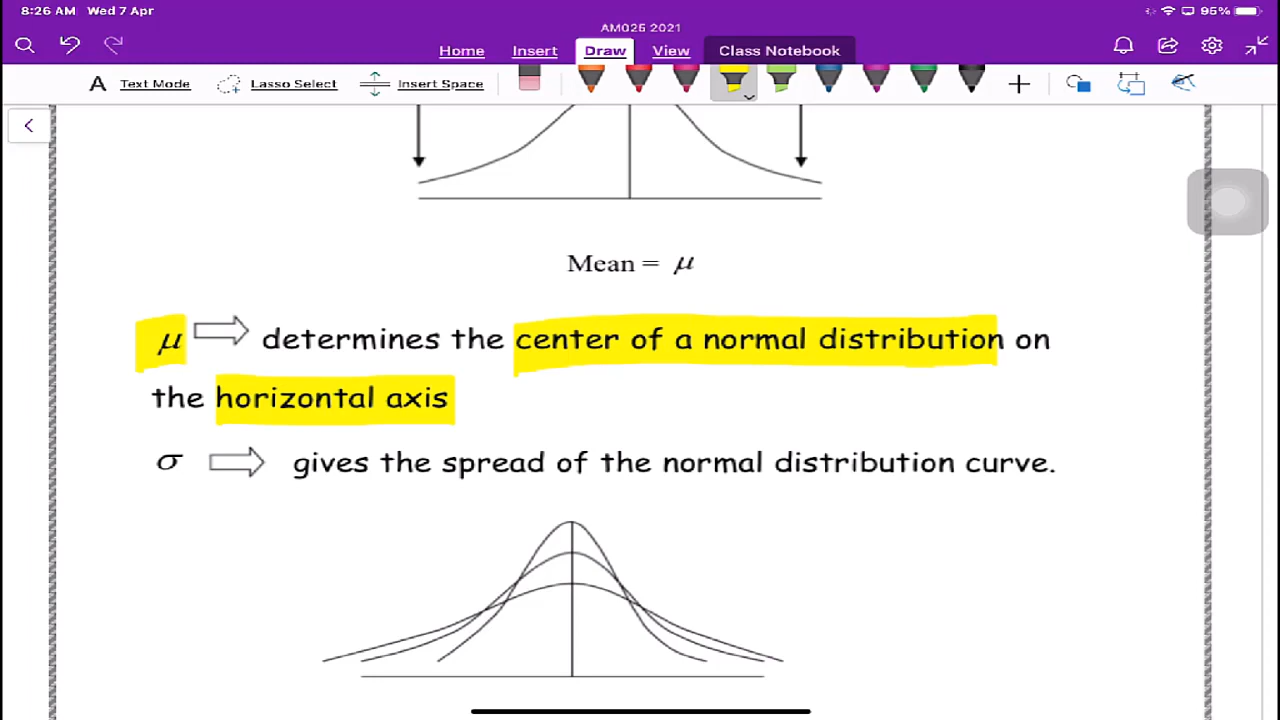 8:26 AM Wed 7 Apr
95%
AM025 2021
Home Insert Draw View Class Notebook
A Text Mode Lasso Select Insert Space
Mean = μ
μ ⇨ determines the center of a normal distribution on
the horizontal axis
σ ⇨ gives the spread of the normal distribution curve.